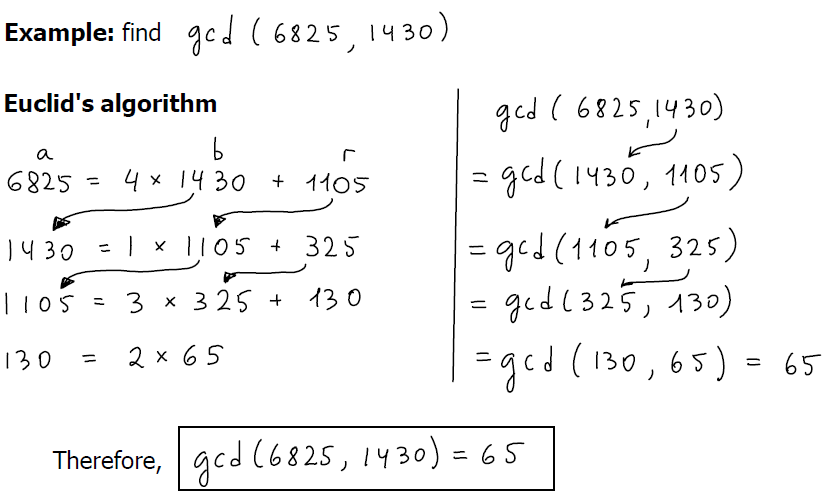 Example: find gcd ( 6825, 1430)
Euclid's algorithm
a b r
6825 = 4 × 1430 + 1105
1430 = 1 × 1105 + 325
1105 = 3 × 325 + 130
130 = 2 × 65
gcd ( 6825,1430)
= gcd( 1430, 1105)
= gcd(1105, 325)
= gcd(325, 130)
= gcd ( 130, 65) = 65
Therefore, gcd(6825, 1430) = 65